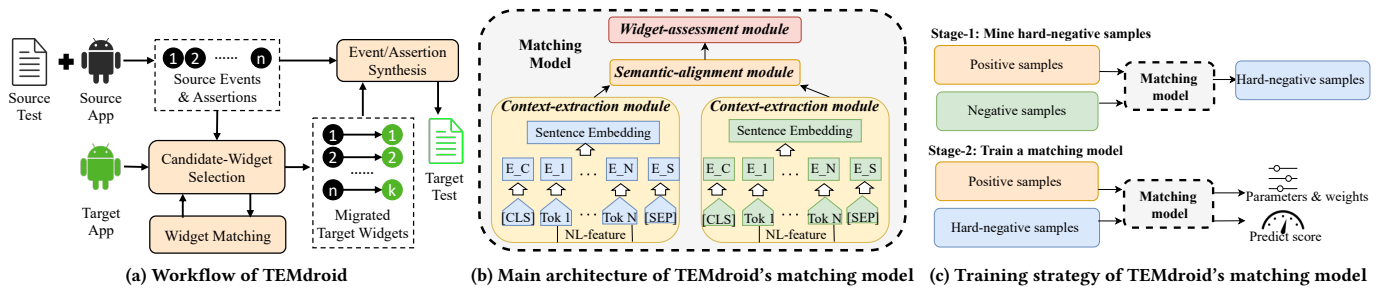 Source
Test
Source
App
1 2 n
Source Events
& Assertions
Event/Assertion
Synthesis
Target
App
Candidate-Widget
Selection
Widget Matching
1 1
2 2
......
n k
Migrated
Target Widgets
Target
Test
(a) Workflow of TEMdroid
Matching
Model
Widget-assessment module
Semantic-alignment module
Context-extraction module
Sentence Embedding
E_C E_1 . . . E_N E_S
[CLS] Tok 1 . . . Tok N [SEP]
NL-feature
Context-extraction module
Sentence Embedding
E_C E_1 . . . E_N E_S
[CLS] Tok 1 . . . Tok N [SEP]
NL-feature
(b) Main architecture of TEMdroid's matching model
Stage-1: Mine hard-negative samples
Positive samples
Negative samples
Matching
model
Hard-negative samples
Stage-2: Train a matching model
Positive samples
Hard-negative samples
Matching
model
Parameters & weights
Predict score
(c) Training strategy of TEMdroid's matching model